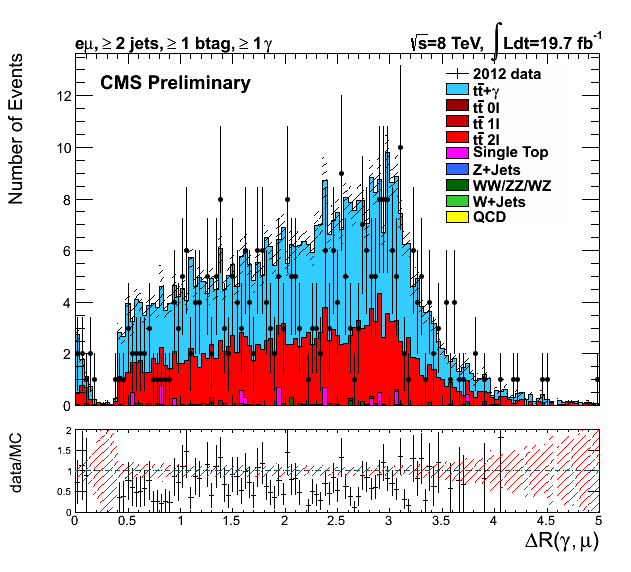 eμ, ≥ 2 jets, ≥ 1 btag, ≥ 1 γ
√s=8 TeV, ∫ Ldt=19.7 fb⁻¹
CMS Preliminary
2012 data
tt̄+γ
tt̄ 0l
tt̄ 1l
tt̄ 2l
Single Top
Z+Jets
WW/ZZ/WZ
W+Jets
QCD
Number of Events
12
10
8
6
4
2
0
data/MC
2
1.5
1
0.5
0
0 0.5 1 1.5 2 2.5 3 3.5 4 4.5 5
ΔR(γ, μ)